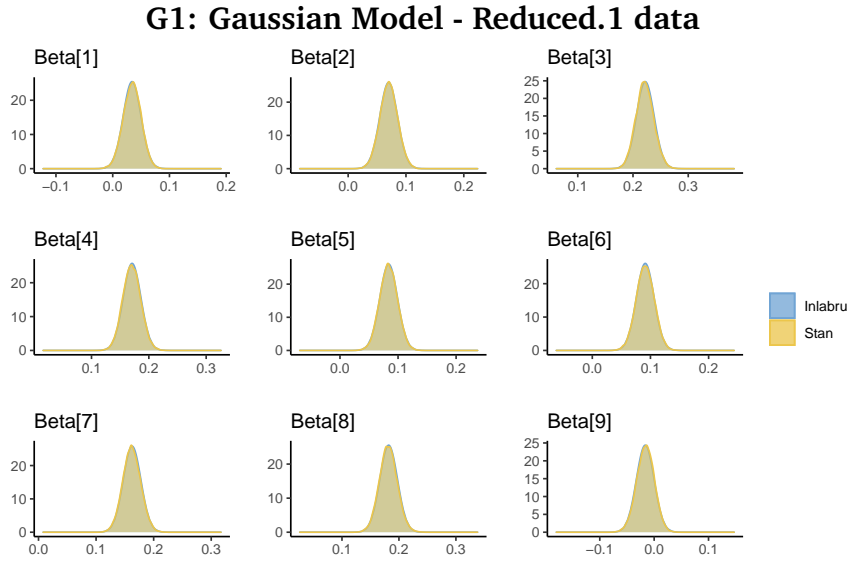 G1: Gaussian Model - Reduced.1 data
Beta[1] Beta[2] Beta[3]
20
10
0
−0.1 0.0 0.1 0.2
20
10
0
0.0 0.1 0.2
25
20
15
10
5
0
0.1 0.2 0.3
Beta[4] Beta[5] Beta[6]
20
10
0
0.1 0.2 0.3
20
10
0
0.0 0.1 0.2
20
10
0
0.0 0.1 0.2
Inlabru
Stan
Beta[7] Beta[8] Beta[9]
20
10
0
0.0 0.1 0.2 0.3
20
10
0
0.1 0.2 0.3
25
20
15
10
5
0
−0.1 0.0 0.1